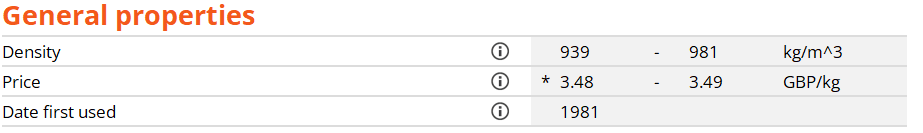 General properties
Density 939 - 981 kg/m^3
Price * 3.48 - 3.49 GBP/kg
Date first used 1981